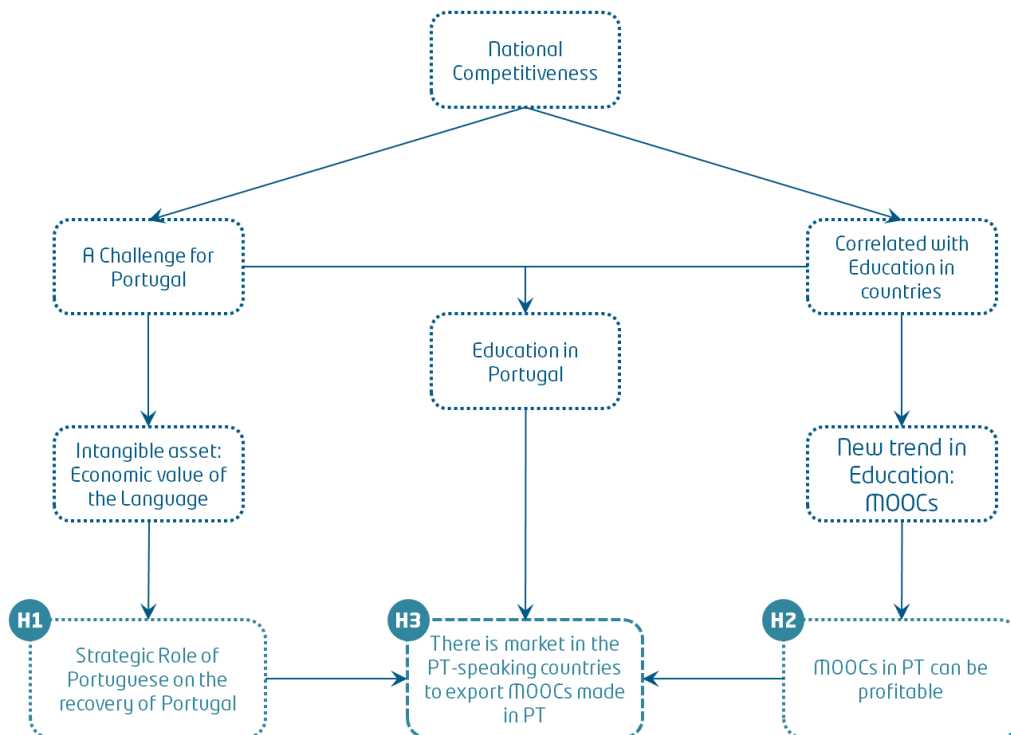 National
Competitiveness
A Challenge for
Portugal
Correlated with
Education in
countries
Education in
Portugal
Intangible asset:
Economic value of
the Language
New trend in
Education:
MOOCs
H1
Strategic Role of
Portuguese on the
recovery of Portugal
H3
There is market in the
PT-speaking countries
to export MOOCs made
in PT
H2
MOOCs in PT can be
profitable